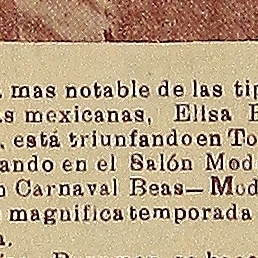 mas notable de las tip
s mexicanas, Elisa B
está triunfando en To
ando en el Salón Mod
Carnaval Beas—Mod
magnifica temporada
a.